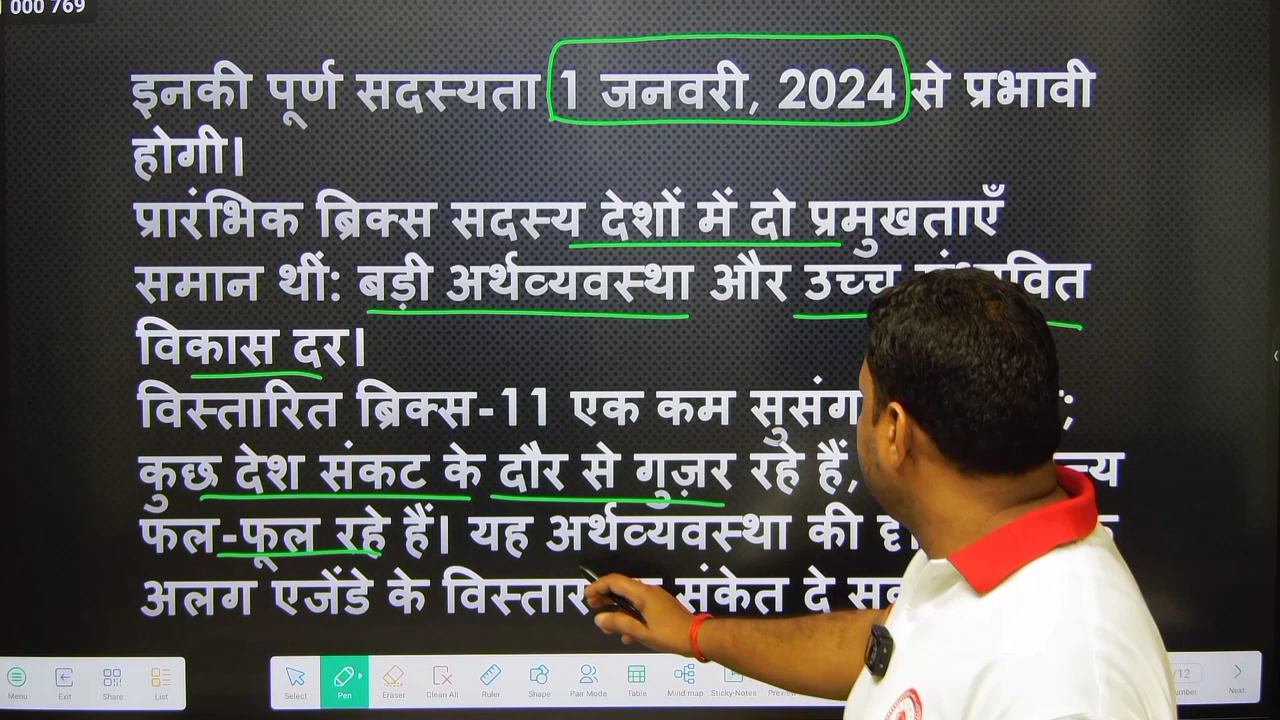 000 769
इनकी पूर्ण सदस्यता 1 जनवरी, 2024 से प्रभावी
होगी।
प्रारंभिक ब्रिक्स सदस्य देशों में दो प्रमुखताएँ
समान थीं: बड़ी अर्थव्यवस्था और उच्च
विकास दर।
विस्तारित ब्रिक्स-11 एक कम
कुछ देश संकट के दौर से गुज़र रहे हैं,
फल-फूल रहे हैं। यह अर्थव्यवस्था की
अलग एजेंडे के विस्तार संकेत दे
Menu Exit Share List Select Pen Eraser Clean All Ruler Shape Pair Mode Table Mind map Sticky-Notes /12 Next